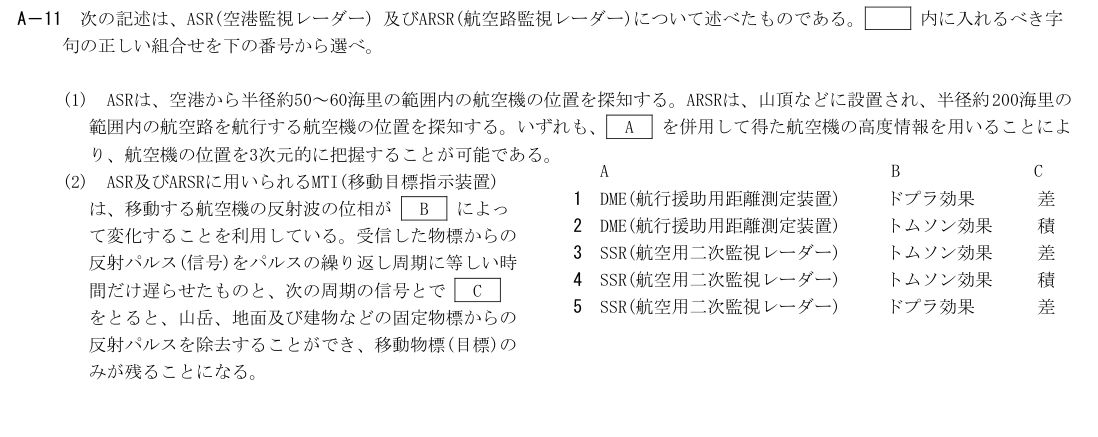 A－11 次の記述は、ASR(空港監視レーダー) 及びARSR(航空路監視レーダー)について述べたものである。 内に入れるべき字
句の正しい組合せを下の番号から選べ。
(1) ASRは、空港から半径約50～60海里の範囲内の航空機の位置を探知する。ARSRは、山頂などに設置され、半径約200海里の
範囲内の航空路を航行する航空機の位置を探知する。いずれも、 A を併用して得た航空機の高度情報を用いることによ
り、航空機の位置を3次元的に把握することが可能である。
(2) ASR及びARSRに用いられるMTI(移動目標指示装置)
は、移動する航空機の反射波の位相が B によっ
て変化することを利用している。受信した物標からの
反射パルス(信号)をパルスの繰り返し周期に等しい時
間だけ遅らせたものと、次の周期の信号とで C
をとると、山岳、地面及び建物などの固定物標からの
反射パルスを除去することができ、移動物標(目標)の
みが残ることになる。
A B C
1 DME(航行援助用距離測定装置) ドプラ効果 差
2 DME(航行援助用距離測定装置) トムソン効果 積
3 SSR(航空用二次監視レーダー) トムソン効果 差
4 SSR(航空用二次監視レーダー) トムソン効果 積
5 SSR(航空用二次監視レーダー) ドプラ効果 差